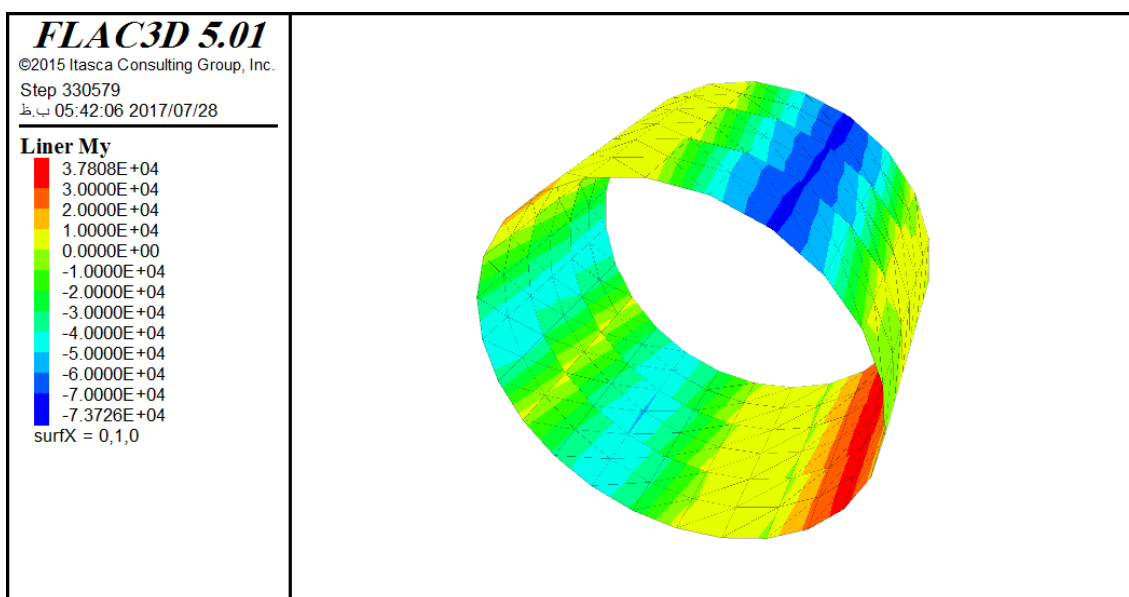 FLAC3D 5.01
©2015 Itasca Consulting Group, Inc.
Step 330579
ب.ظ 05:42:06 2017/07/28
Liner My
3.7808E+04
3.0000E+04
2.0000E+04
1.0000E+04
0.0000E+00
-1.0000E+04
-2.0000E+04
-3.0000E+04
-4.0000E+04
-5.0000E+04
-6.0000E+04
-7.0000E+04
-7.3726E+04
surfX = 0,1,0